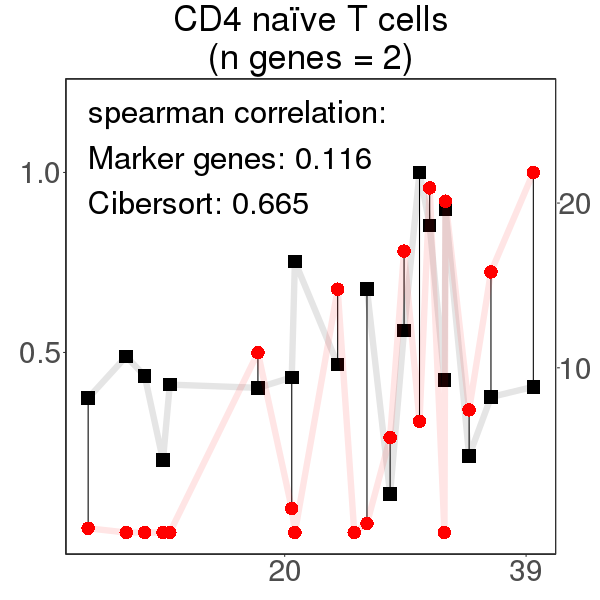 CD4 naïve T cells
(n genes = 2)
spearman correlation:
Marker genes: 0.116
Cibersort: 0.665
1.0
0.5
20
10
20
39